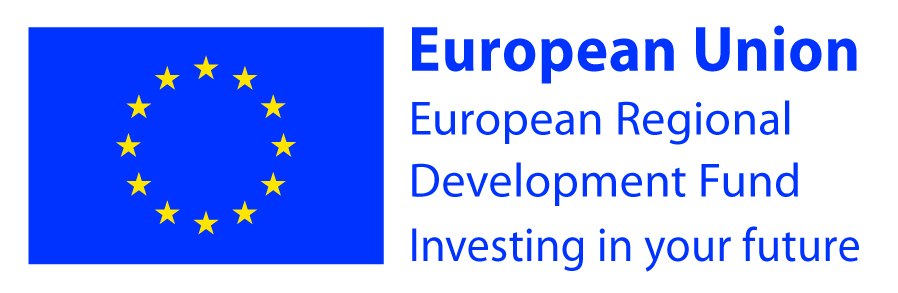 European Union
European Regional
Development Fund
Investing in your future